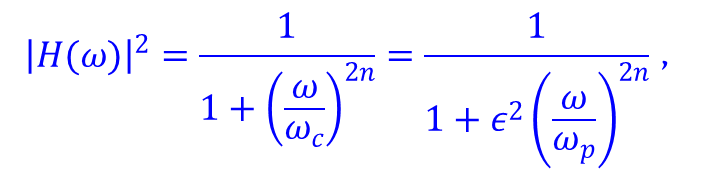 |H(ω)|² = 1 / (1 + (ω/ω_c)^{2n}) = 1 / (1 + ϵ² (ω/ω_p)^{2n}) ,